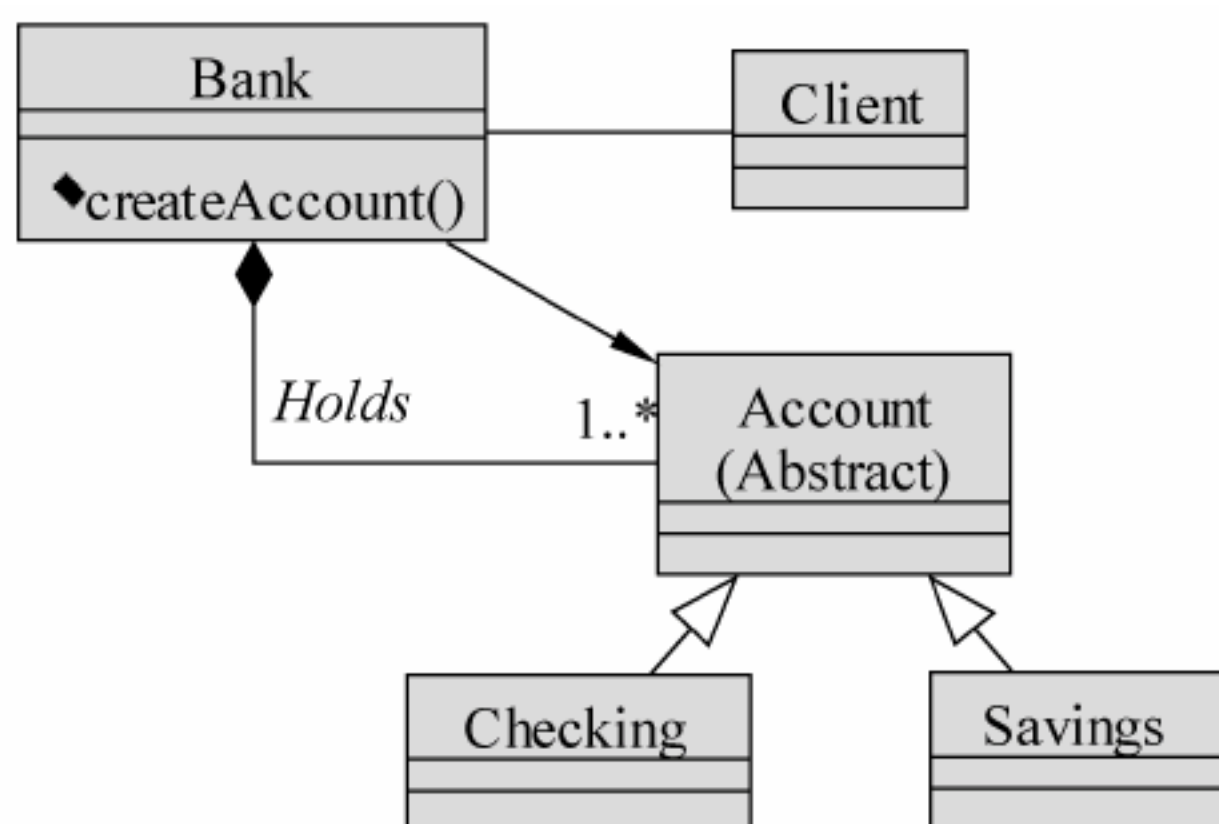 Bank
Client
createAccount()
Holds
1..*
Account
(Abstract)
Checking
Savings